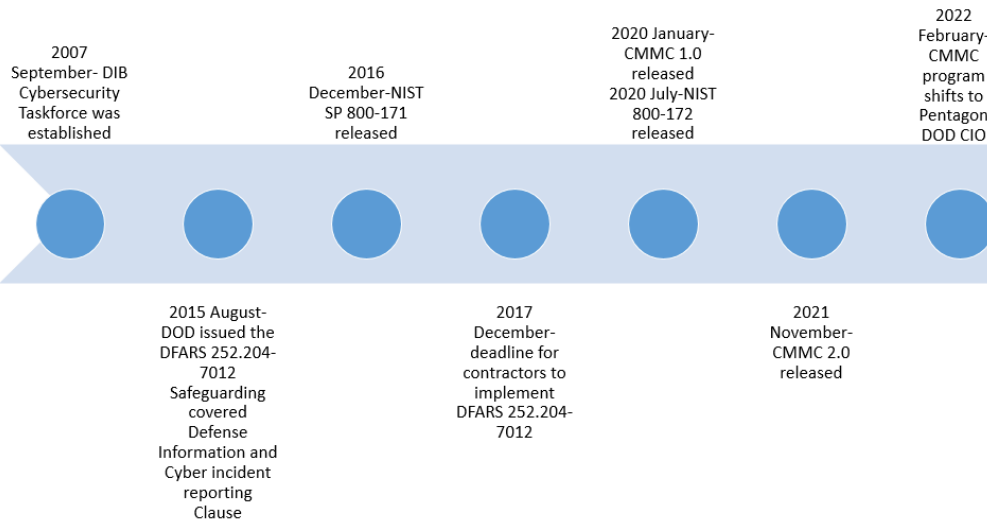 2007
September- DIB
Cybersecurity
Taskforce was
established
2015 August-
DOD issued the
DFARS 252.204-
7012
Safeguarding
covered
Defense
Information and
Cyber incident
reporting
Clause
2016
December-NIST
SP 800-171
released
2017
December-
deadline for
contractors to
implement
DFARS 252.204-
7012
2020 January-
CMMC 1.0
released
2020 July-NIST
800-172
released
2021
November-
CMMC 2.0
released
2022
February-
CMMC
program
shifts to
Pentagon
DOD CIO